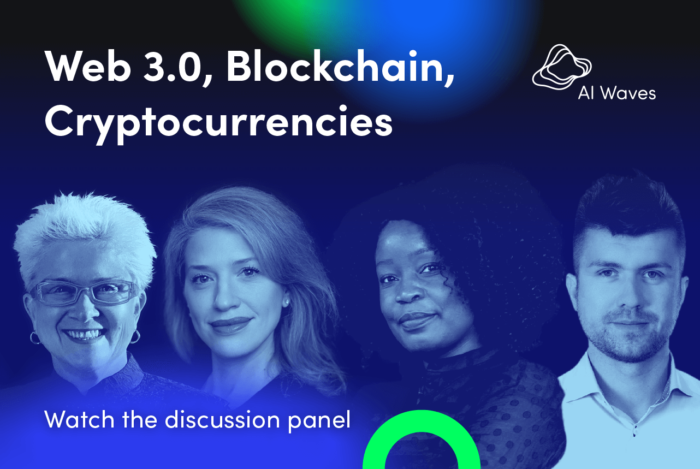 Web 3.0, Blockchain,
Cryptocurrencies
AI Waves
Watch the discussion panel